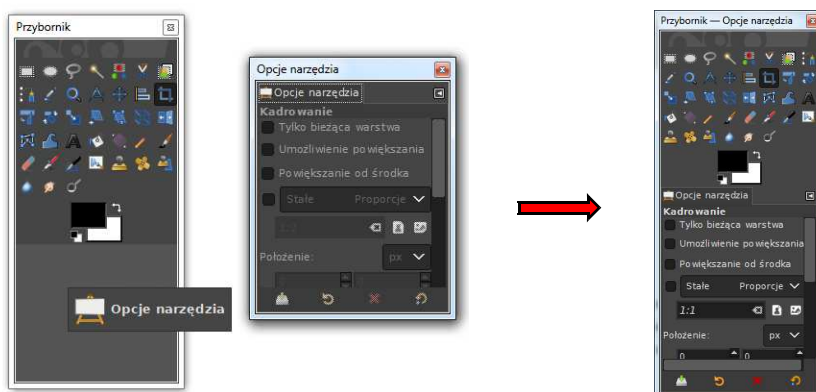 Przybornik
Opcje narzędzia
Opcje narzędzia
Opcje narzędzia
Kadrowanie
Tylko bieżąca warstwa
Umożliwienie powiększania
Powiększanie od środka
Stałe Proporcje
1:1
Położenie: px
Przybornik — Opcje narzędzia
Opcje narzędzia
Kadrowanie
Tylko bieżąca warstwa
Umożliwienie powiększania
Powiększanie od środka
Stałe Proporcje
1:1
Położenie: px
0 0